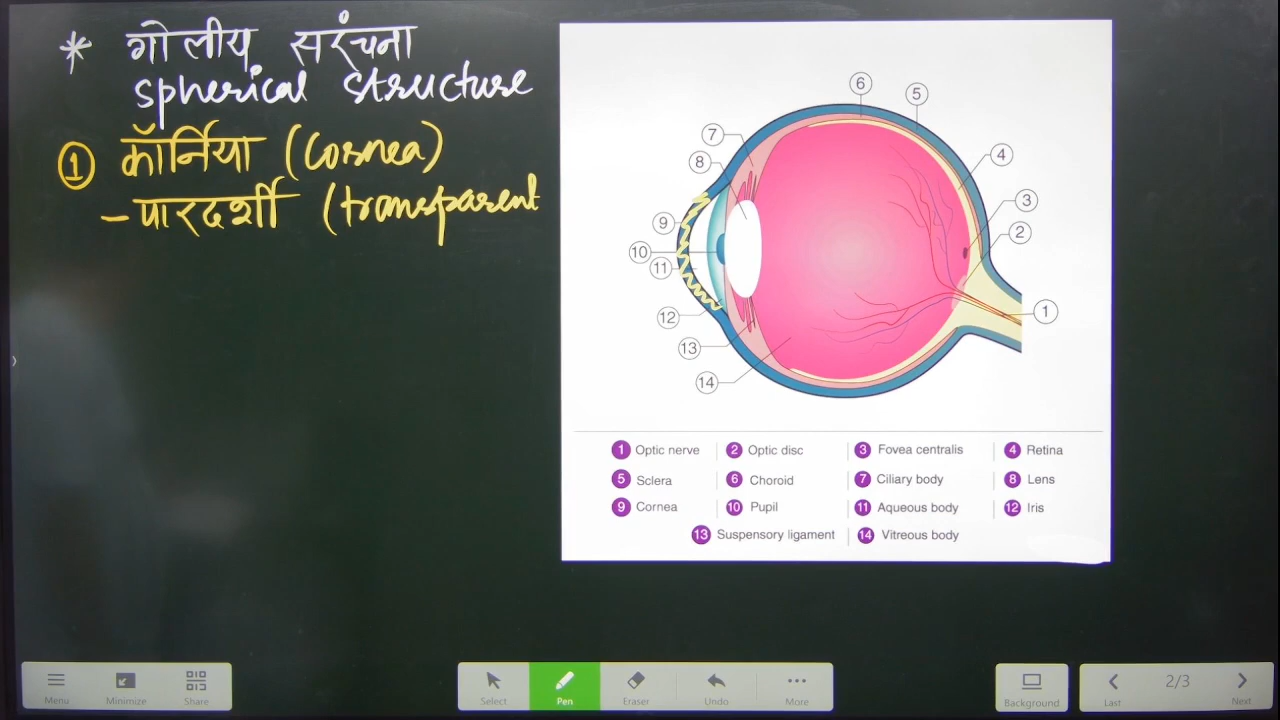 * गोलीय सरंचना
spherical structure
① कॉर्निया (cornea)
- पारदर्शी (transparent
6
5
7
4
8
3
9
2
10
11
1
12
13
14
1 Optic nerve 2 Optic disc 3 Fovea centralis 4 Retina
5 Sclera 6 Choroid 7 Ciliary body 8 Lens
9 Cornea 10 Pupil 11 Aqueous body 12 Iris
13 Suspensory ligament 14 Vitreous body
Menu Minimize Share Select Pen Eraser Undo More Background Last 2/3 Next